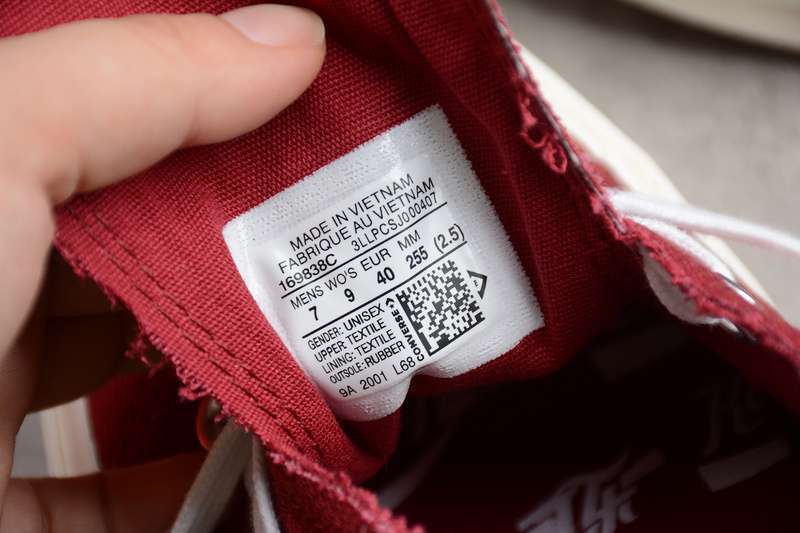 MADE IN VIETNAM
FABRIQUE AU VIETNAM
169838C 3LLPCSJ000407
MENS WO'S EUR MM
7 9 40 255 (2.5)
GENDER: UNISEX
UPPER: TEXTILE
LINING: TEXTILE
OUTSOLE: RUBBER
CONVERSE
9A 2001 L68